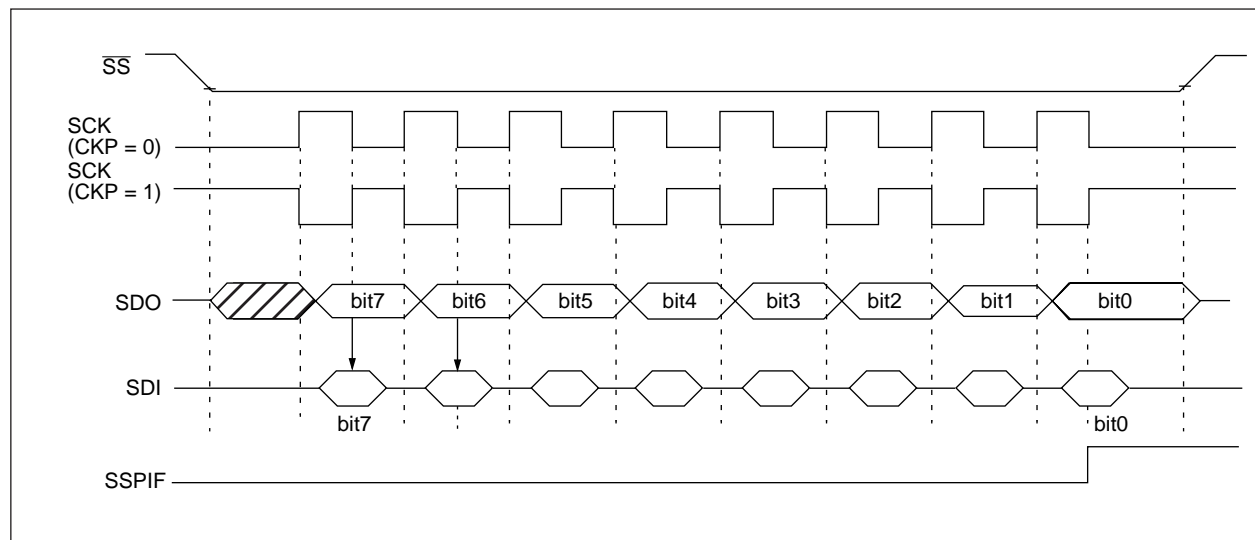 SS
SCK
(CKP = 0)
SCK
(CKP = 1)
SDO
bit7
bit6
bit5
bit4
bit3
bit2
bit1
bit0
SDI
bit7
bit0
SSPIF